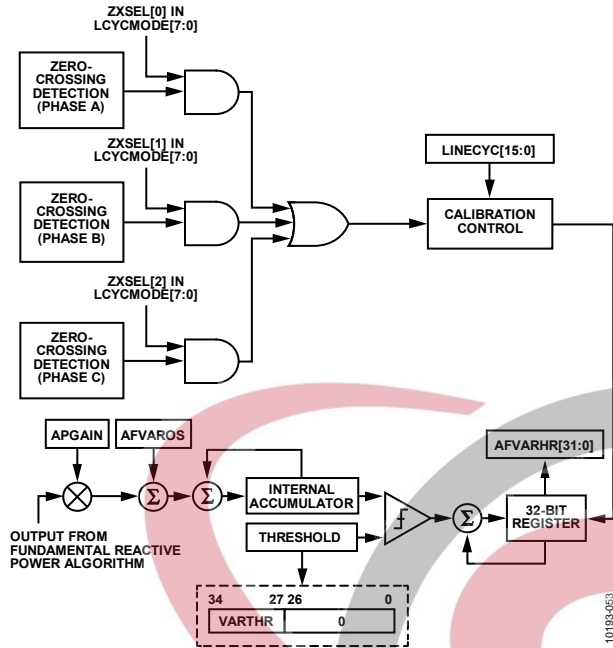 ZXSEL[0] IN
LCYCMODE[7:0]
ZERO-
CROSSING
DETECTION
(PHASE A)
ZXSEL[1] IN
LCYCMODE[7:0]
ZERO-
CROSSING
DETECTION
(PHASE B)
LINECYC[15:0]
CALIBRATION
CONTROL
ZXSEL[2] IN
LCYCMODE[7:0]
ZERO-
CROSSING
DETECTION
(PHASE C)
APGAIN
AFVAROS
AFVARHR[31:0]
Σ
Σ
INTERNAL
ACCUMULATOR
Σ
32-BIT
REGISTER
OUTPUT FROM
FUNDAMENTAL REACTIVE
POWER ALGORITHM
THRESHOLD
34 27 26 0
VARTHR 0
10193-053